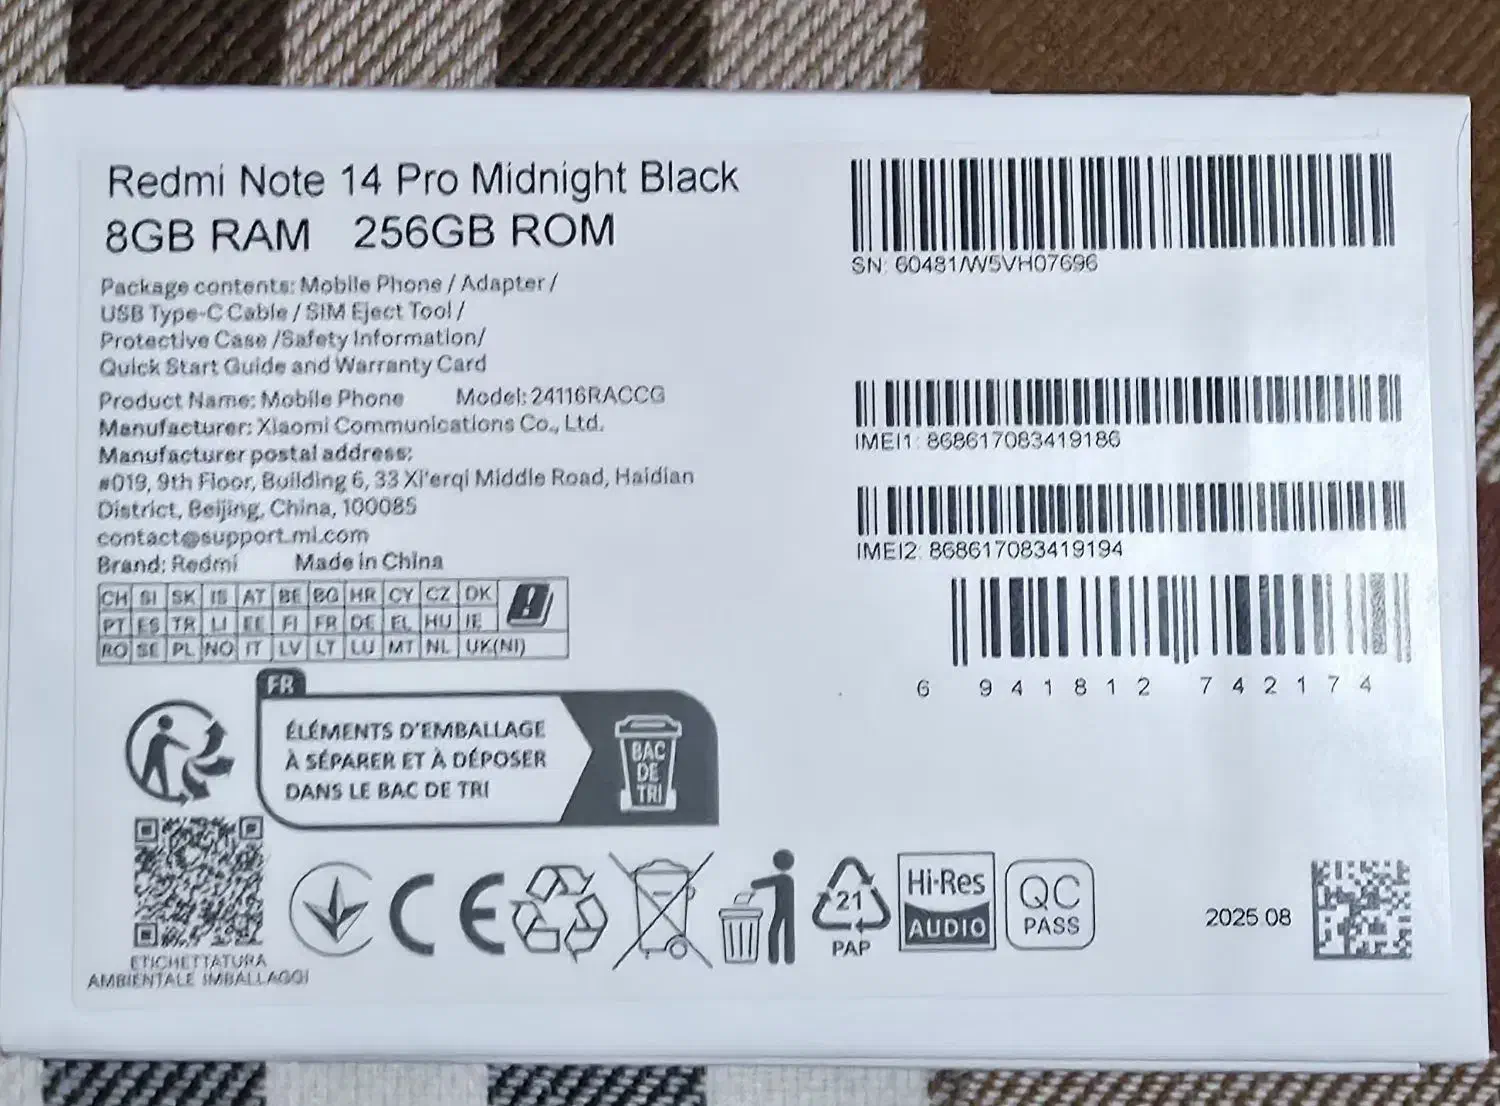 Redmi Note 14 Pro Midnight Black
8GB RAM 256GB ROM
Package contents: Mobile Phone / Adapter /
USB Type-C Cable / SIM Eject Tool /
Protective Case /Safety Information/
Quick Start Guide and Warranty Card
Product Name: Mobile Phone Model: 24116RACCG
Manufacturer: Xiaomi Communications Co., Ltd.
Manufacturer postal address:
#019, 9th Floor, Building 6, 33 Xi'erqi Middle Road, Haidian
District, Beijing, China, 100085
contact@support.mi.com
Brand: Redmi Made in China
CH SI SK IS AT BE BG HR CY CZ DK
PT ES TR LI EE FI FR DE EL HU IE
RO SE PL NO IT LV LT LU MT NL UK(NI)
FR
ÉLÉMENTS D'EMBALLAGE
À SÉPARER ET À DÉPOSER
DANS LE BAC DE TRI
BAC
DE
TRI
ETICHETTATURA
AMBIENTALE IMBALLAGGI
CE
21
PAP
Hi-Res
AUDIO
QC
PASS
SN: 60481/W5VH07696
IMEI1: 868617083419186
IMEI2: 868617083419194
6 941812 742174
2025.08